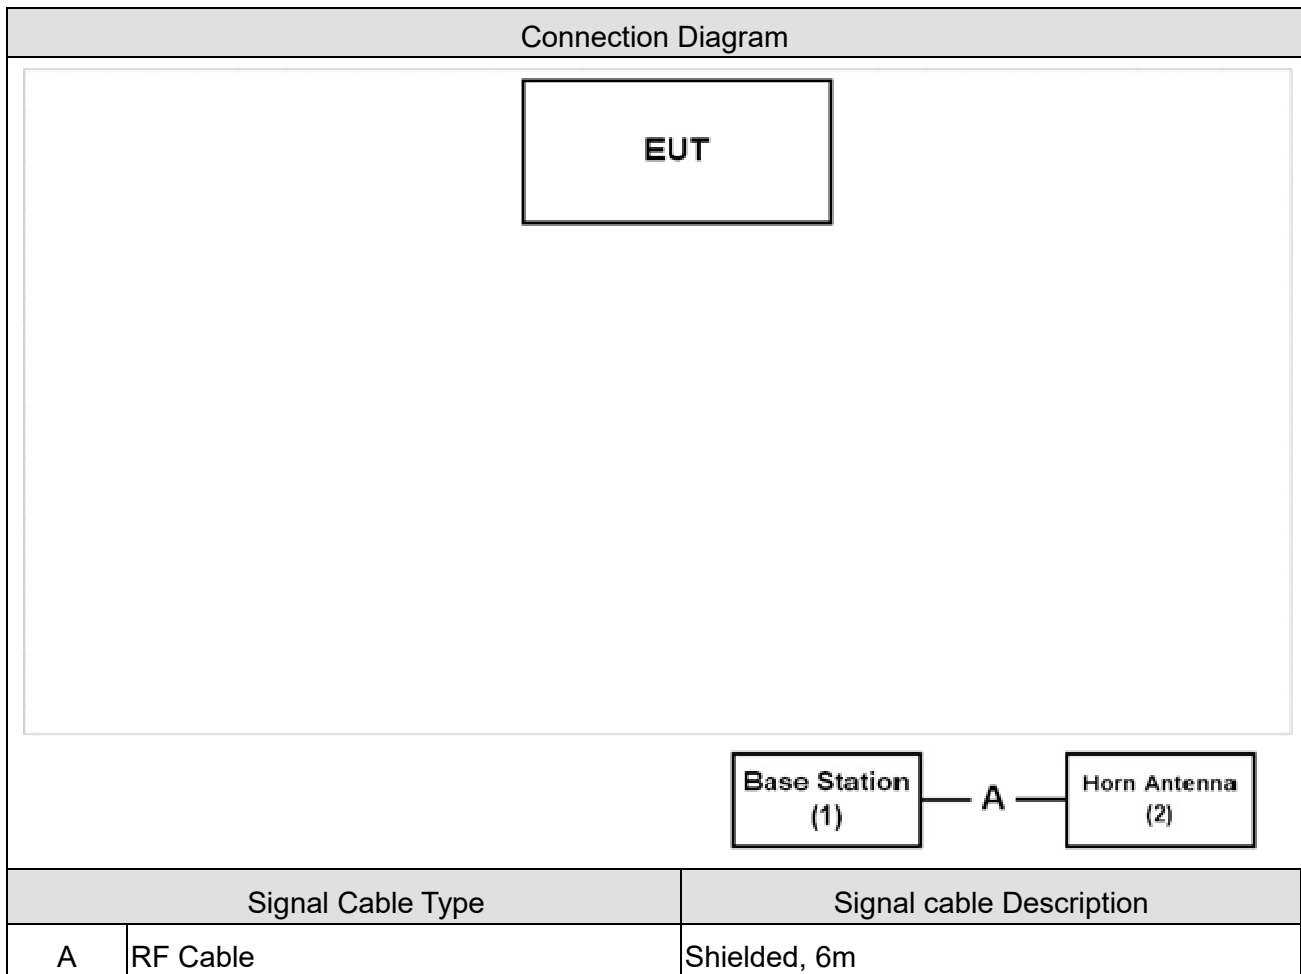 Connection Diagram
EUT
Base Station
(1)
A
Horn Antenna
(2)
Signal Cable Type
Signal cable Description
A
RF Cable
Shielded, 6m